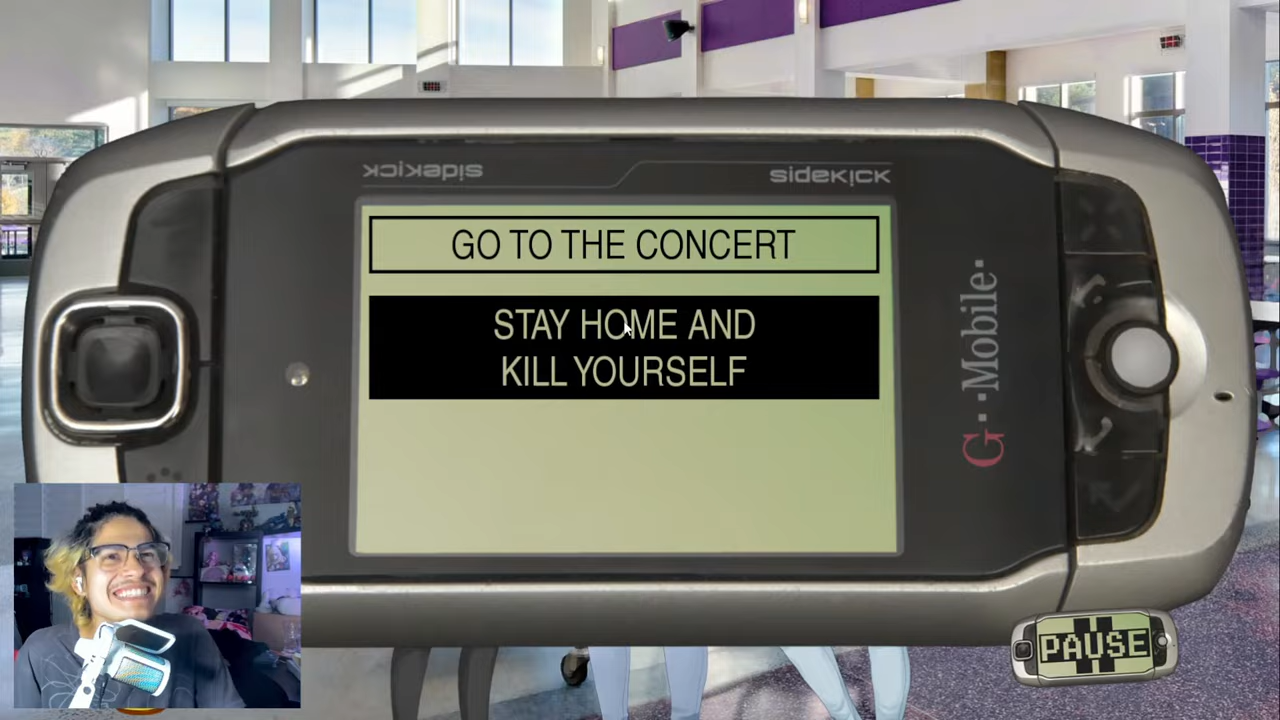 sidekick
sidekick
GO TO THE CONCERT
STAY HOME AND
KILL YOURSELF
G··Mobile·
PAUSE